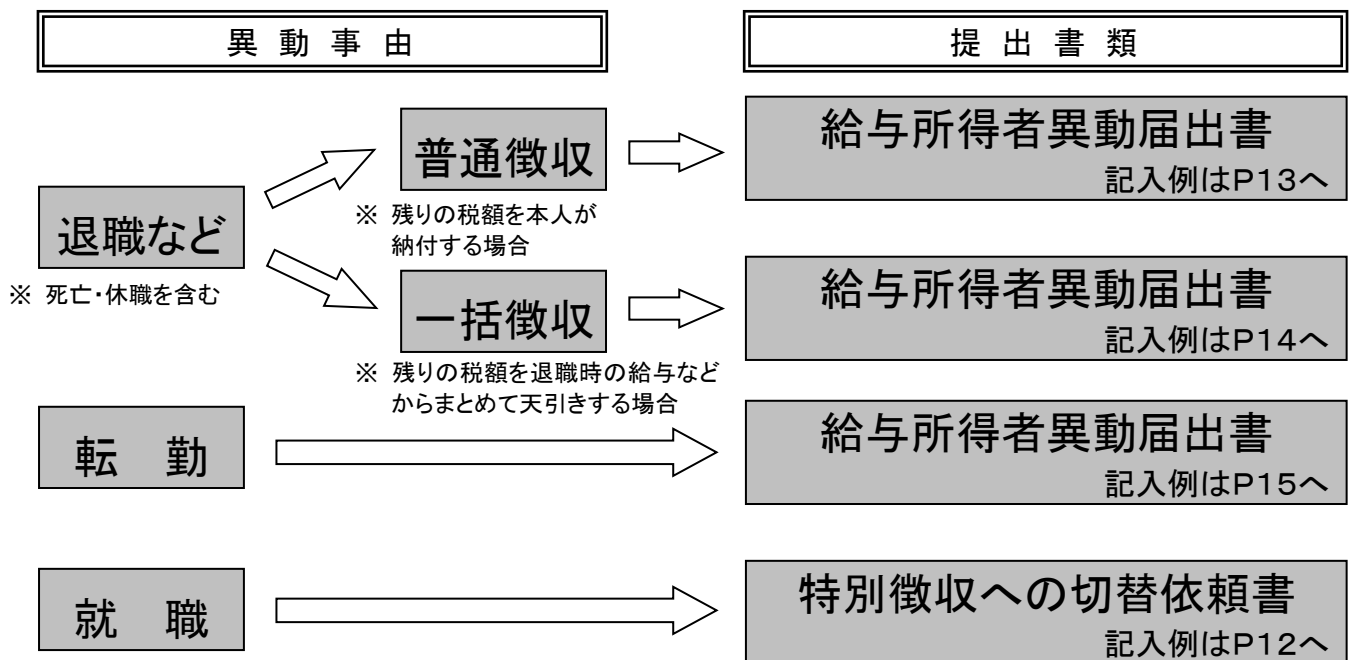 異 動 事 由
提 出 書 類
退職など
※ 死亡・休職を含む
普通徴収
※ 残りの税額を本人が
納付する場合
給与所得者異動届出書
記入例はP13へ
一括徴収
※ 残りの税額を退職時の給与など
からまとめて天引きする場合
給与所得者異動届出書
記入例はP14へ
転 勤
給与所得者異動届出書
記入例はP15へ
就 職
特別徴収への切替依頼書
記入例はP12へ